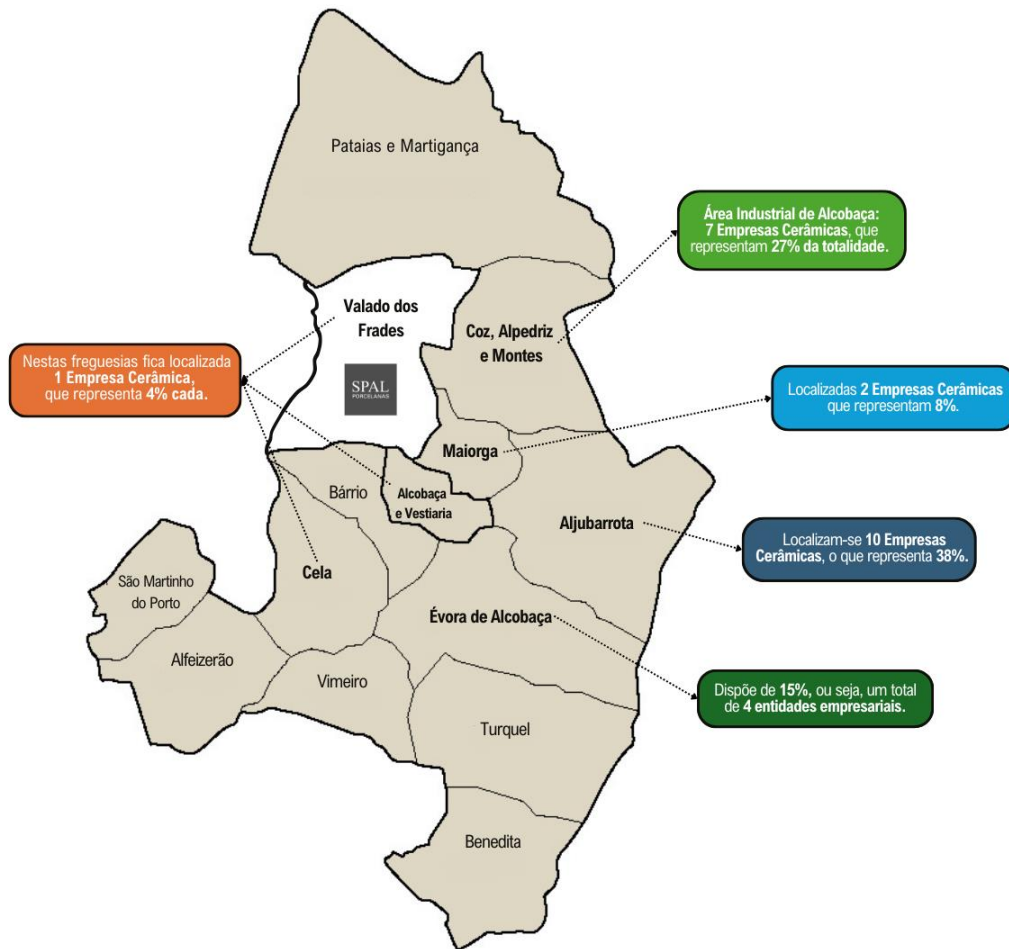 Pataias e Martigança
Área Industrial de Alcobaça:
7 Empresas Cerâmicas, que
representam 27% da totalidade.
Valado dos
Frades
Coz, Alpedriz
e Montes
Nestas freguesias fica localizada
1 Empresa Cerâmica,
que representa 4% cada.
SPAL
PORCELANAS
Localizadas 2 Empresas Cerâmicas
que representam 8%.
Maiorga
Bárrio
Alcobaça
e Vestiaria
Aljubarrota
Localizam-se 10 Empresas
Cerâmicas, o que representa 38%.
Cela
São Martinho
do Porto
Évora de Alcobaça
Alfeizerão
Vimeiro
Dispõe de 15%, ou seja, um total
de 4 entidades empresariais.
Turquel
Benedita